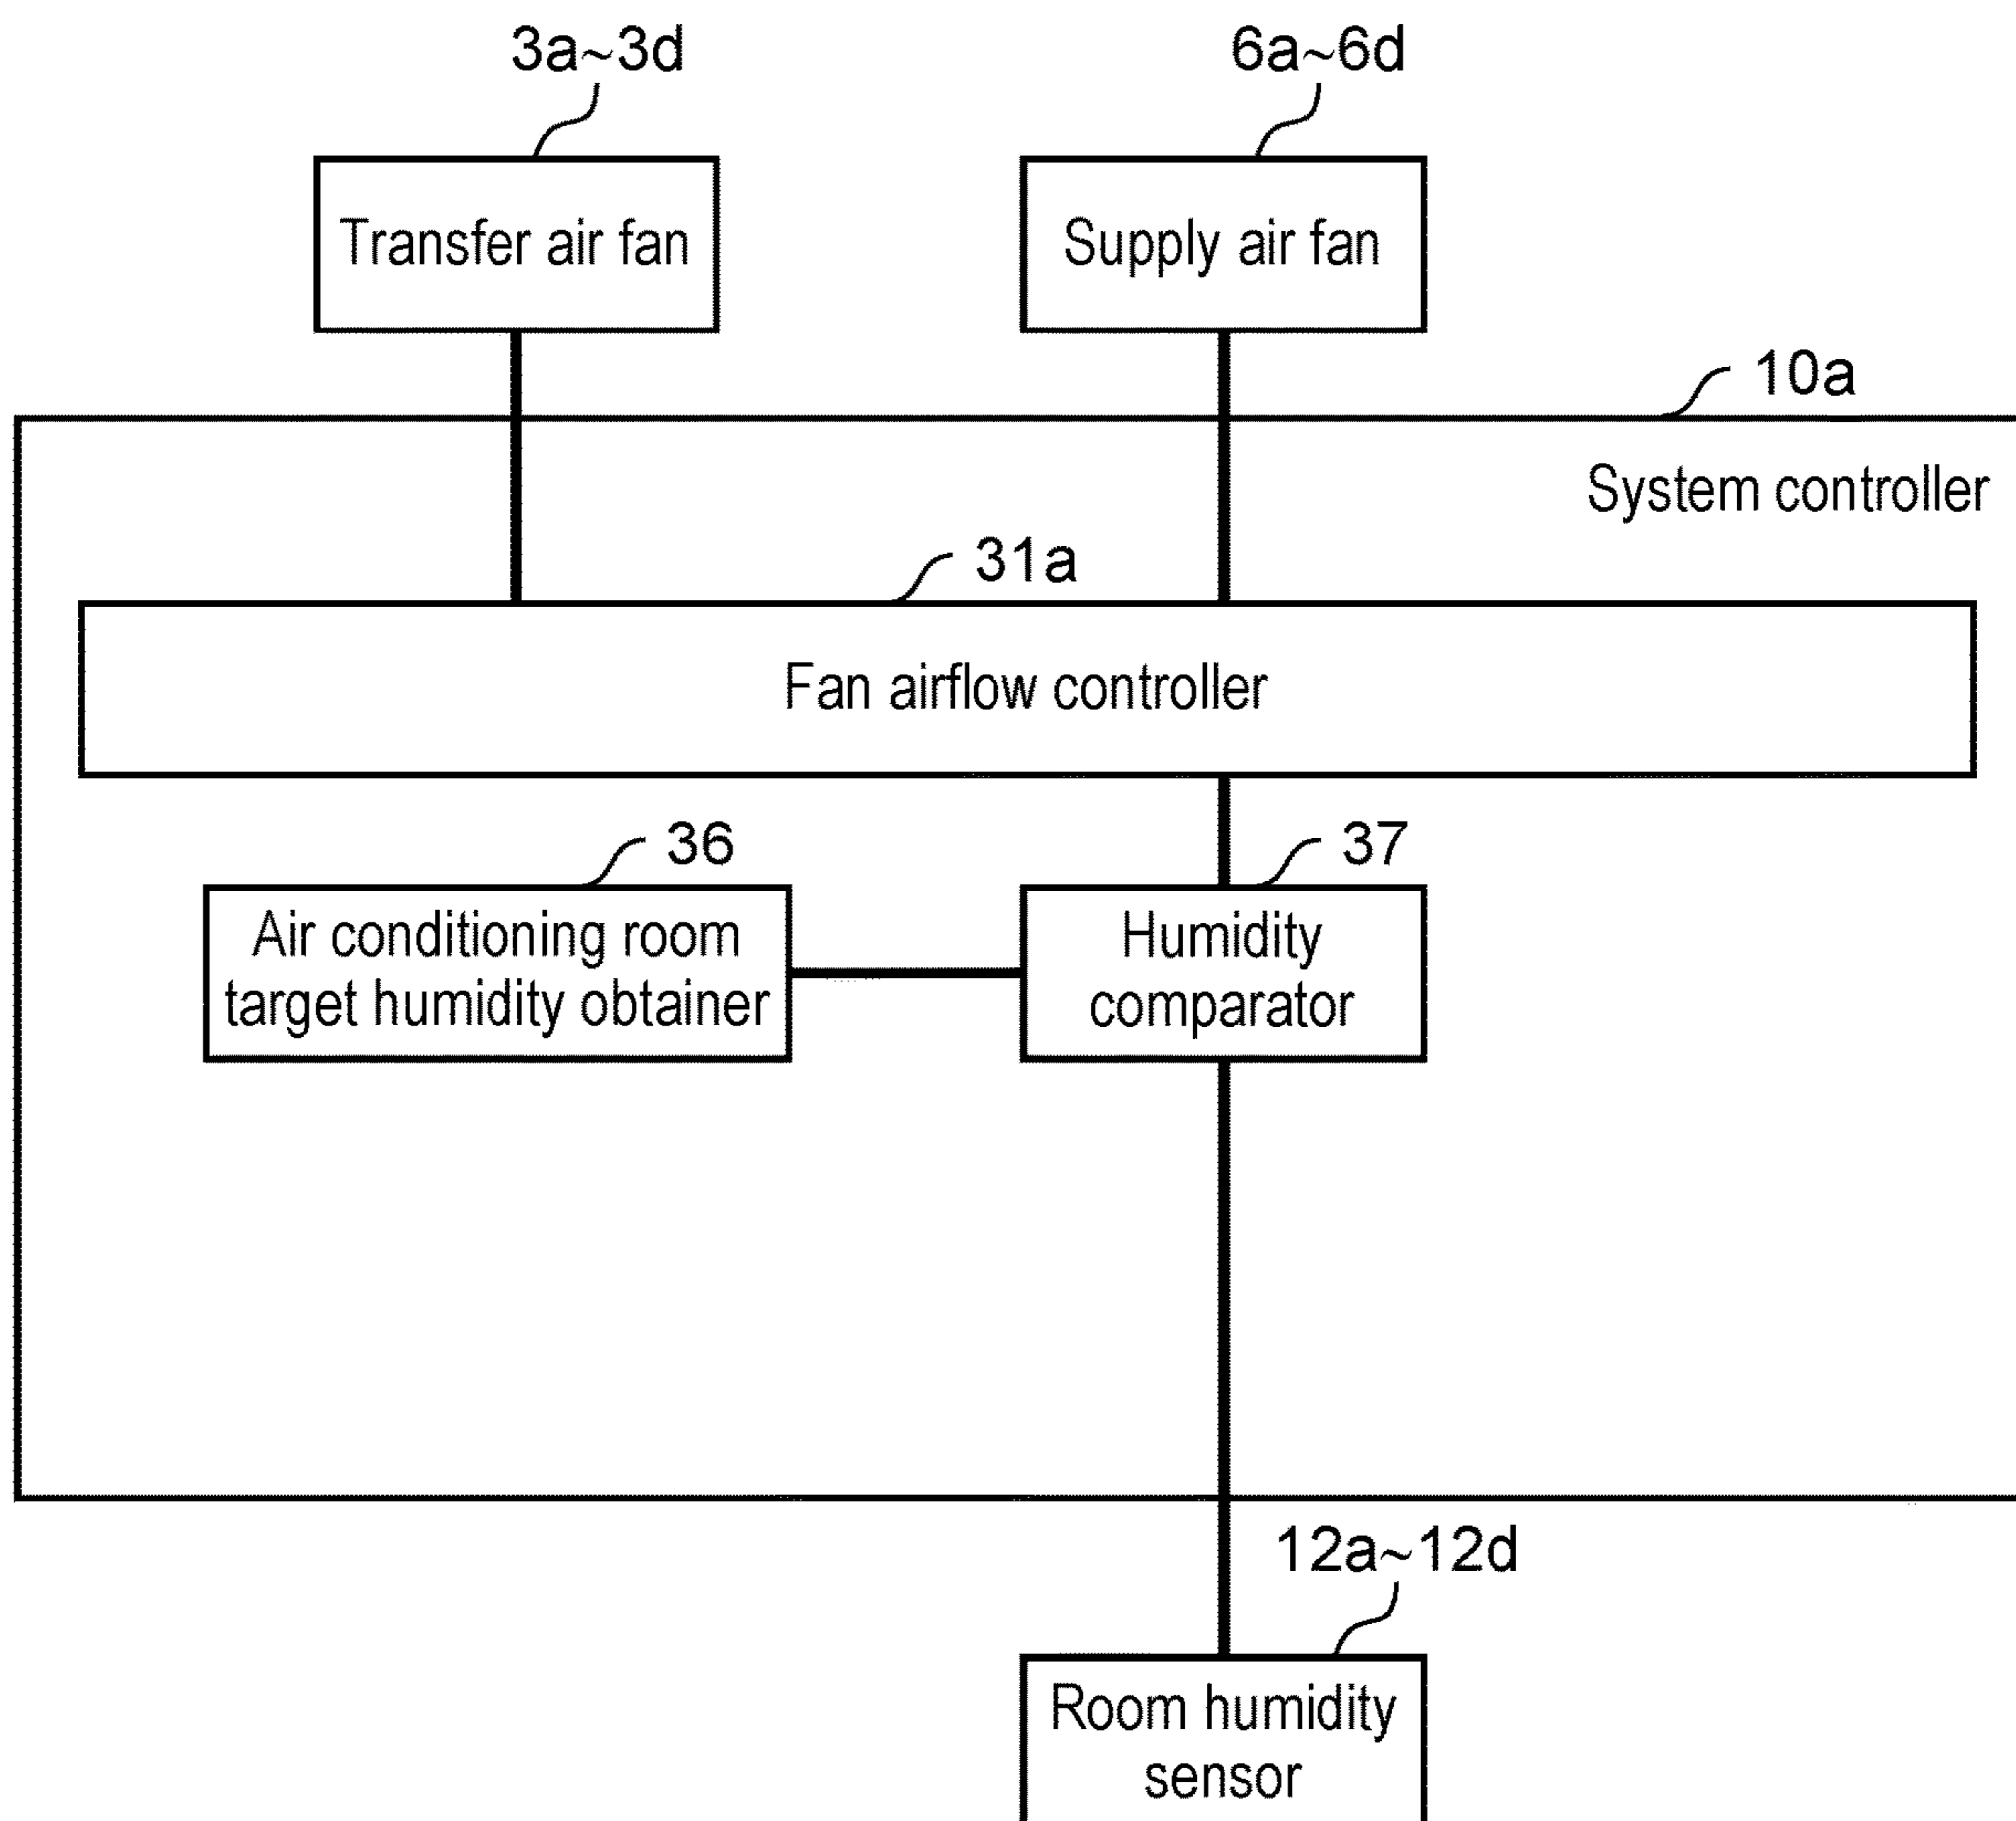 3a~3d
6a~6d
Transfer air fan
Supply air fan
10a
System controller
31a
Fan airflow controller
36
37
Air conditioning room
target humidity obtainer
Humidity
comparator
12a~12d
Room humidity
sensor